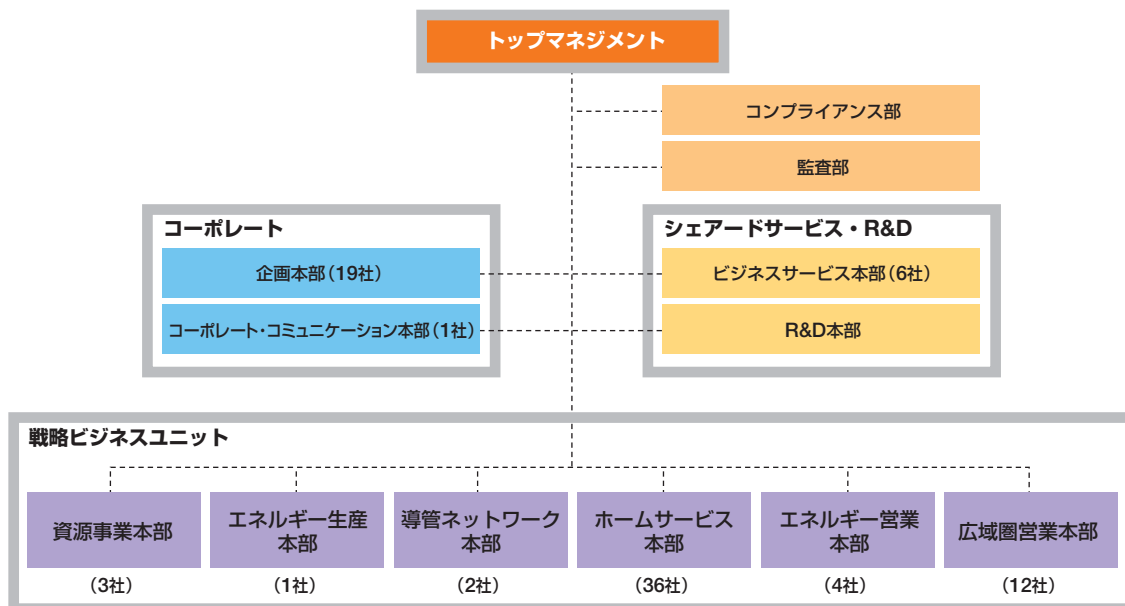 トップマネジメント
コンプライアンス部
監査部
コーポレート
企画本部（19社）
コーポレート・コミュニケーション本部（1社）
シェアードサービス・R&D
ビジネスサービス本部（6社）
R&D本部
戦略ビジネスユニット
資源事業本部
（3社）
エネルギー生産
本部
（1社）
導管ネットワーク
本部
（2社）
ホームサービス
本部
（36社）
エネルギー営業
本部
（4社）
広域圏営業本部
（12社）